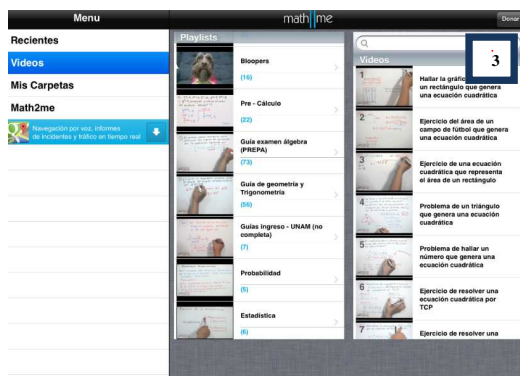 Menu
math||me
Donar
Recientes
Videos
Mis Carpetas
Math2me
Navegación por voz, Informes
de incidentes y tráfico en tiempo real
Playlists
Bloopers
(16)
Pre - Cálculo
(22)
Guía examen álgebra
(PREPA)
(73)
Guía de geometría y
Trigonometría
(56)
Guías ingreso - UNAM (no
completa)
(7)
Probabilidad
(5)
Estadística
(6)
3
Videos
1
Hallar la gráfic
un rectángulo que genera
una ecuación cuadrática
2
Ejercicio del área de un
campo de fútbol que genera
una ecuación cuadrática
3
Ejercicio de una ecuación
cuadrática que representa
el área de un rectángulo
4
Problema de un triángulo
que genera una ecuación
cuadrática
5
Problema de hallar un
número que genera una
ecuación cuadrática
6
Ejercicio de resolver una
ecuación cuadrática por
TCP
7
Ejercicio de resolver una